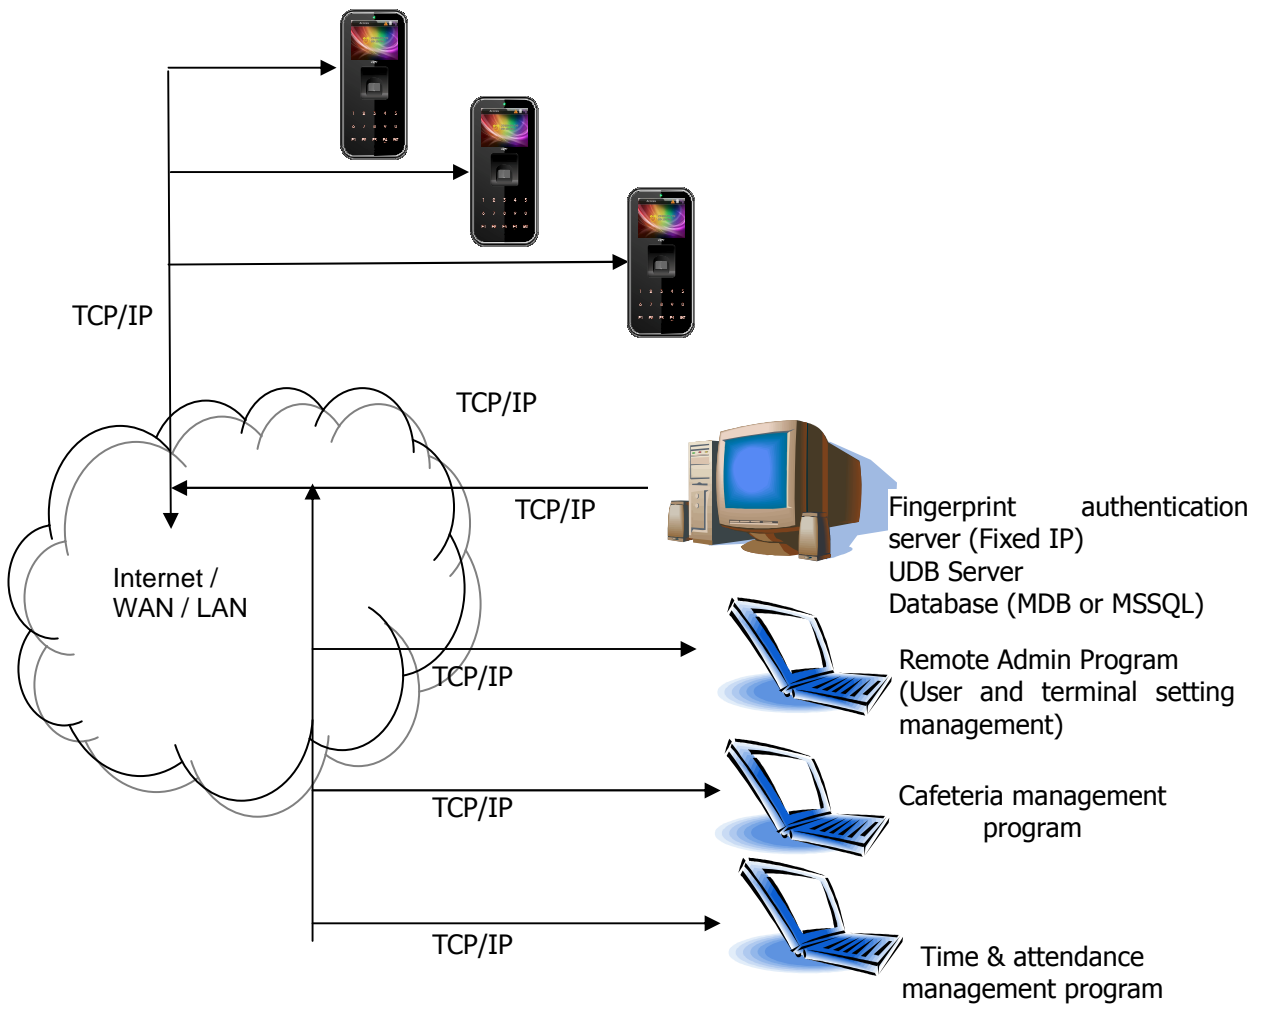 TCP/IP
TCP/IP
TCP/IP
Fingerprint authentication
server (Fixed IP)
UDB Server
Database (MDB or MSSQL)
Internet /
WAN / LAN
TCP/IP
Remote Admin Program
(User and terminal setting
management)
TCP/IP
Cafeteria management
program
TCP/IP
Time & attendance
management program